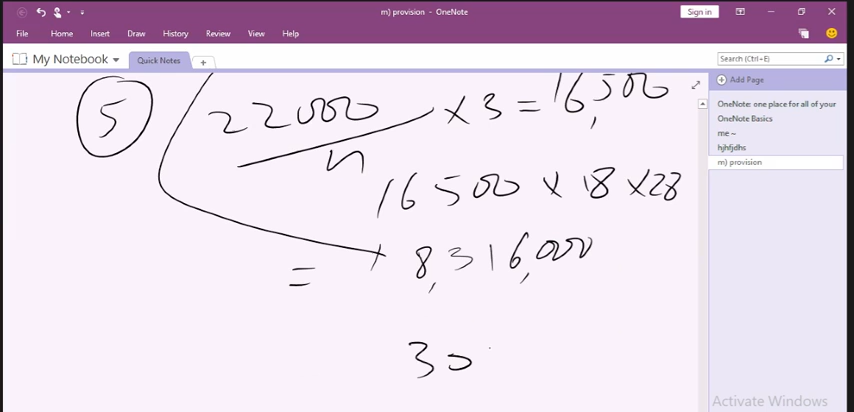 m) provision - OneNote
Sign in
File Home Insert Draw History Review View Help
My Notebook Quick Notes +
Search (Ctrl+E)
Add Page
OneNote: one place for all of your
OneNote Basics
me ~
hjhfjdhs
m) provision
5
22000 × 3 = 16,500
16500 × 18 × 28
= 8,316,000
30
Activate Windows